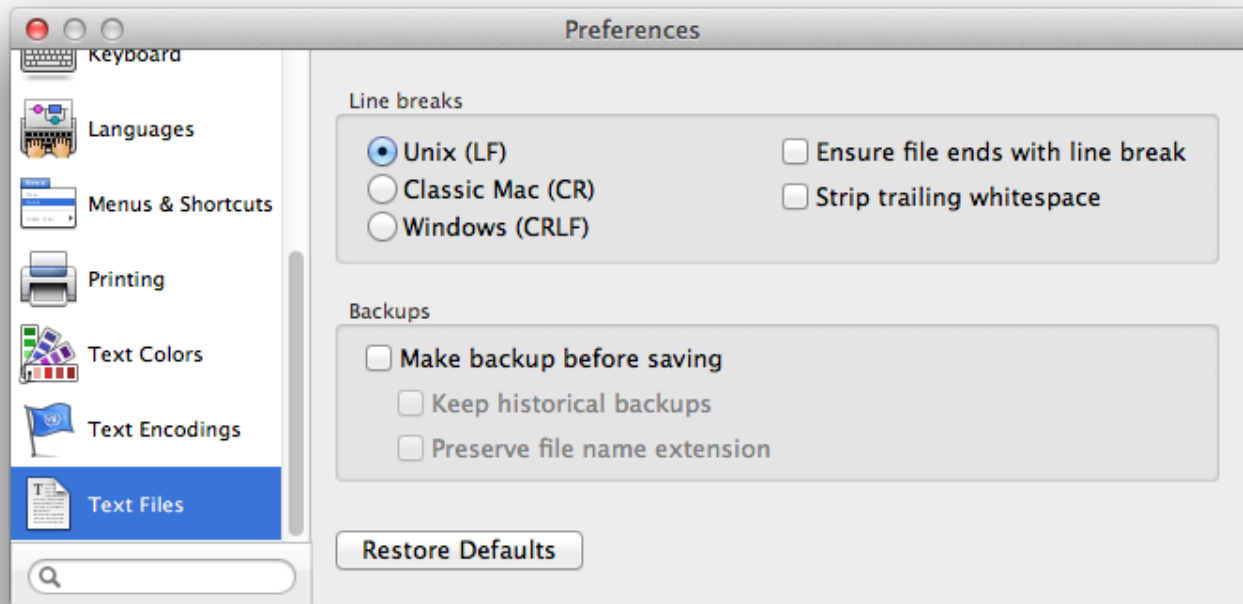 Preferences
Keyboard
Languages
Menus & Shortcuts
Printing
Text Colors
Text Encodings
Text Files
Line breaks
Unix (LF)
Classic Mac (CR)
Windows (CRLF)
Ensure file ends with line break
Strip trailing whitespace
Backups
Make backup before saving
Keep historical backups
Preserve file name extension
Restore Defaults